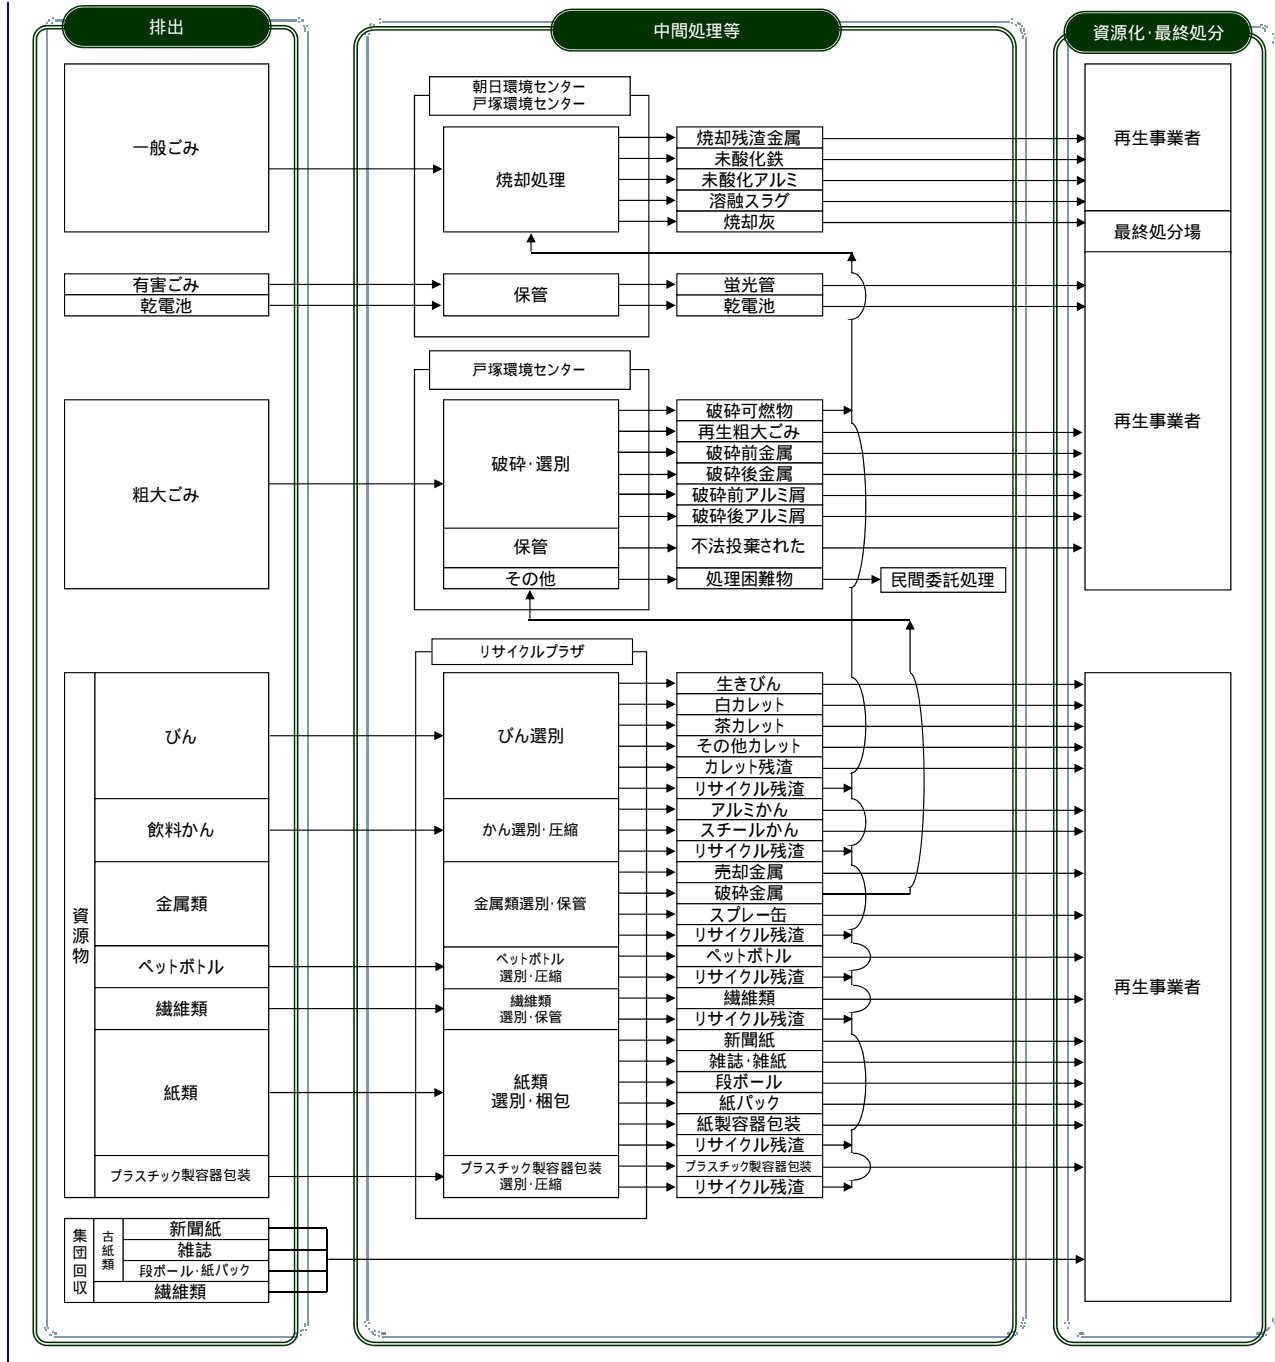 排出
中間処理等
資源化･最終処分
一般ごみ
朝日環境センター
戸塚環境センター
焼却処理
焼却残渣金属
未酸化鉄
未酸化アルミ
溶融スラグ
焼却灰
再生事業者
最終処分場
有害ごみ
乾電池
保管
蛍光管
乾電池
戸塚環境センター
粗大ごみ
破砕･選別
保管
その他
破砕可燃物
再生粗大ごみ
破砕前金属
破砕後金属
破砕前アルミ屑
破砕後アルミ屑
不法投棄された
処理困難物
民間委託処理
再生事業者
リサイクルプラザ
資源物
びん
びん選別
生きびん
白カレット
茶カレット
その他カレット
カレット残渣
リサイクル残渣
飲料かん
かん選別･圧縮
アルミかん
スチールかん
リサイクル残渣
金属類
金属類選別･保管
売却金属
破砕金属
スプレー缶
リサイクル残渣
ペットボトル
ペットボトル
選別･圧縮
ペットボトル
リサイクル残渣
繊維類
繊維類
選別･保管
繊維類
リサイクル残渣
紙類
紙類
選別･梱包
新聞紙
雑誌･雑紙
段ボール
紙パック
紙製容器包装
リサイクル残渣
プラスチック製容器包装
プラスチック製容器包装
選別･圧縮
プラスチック製容器包装
リサイクル残渣
再生事業者
集団回収
古紙類
新聞紙
雑誌
段ボール･紙パック
繊維類